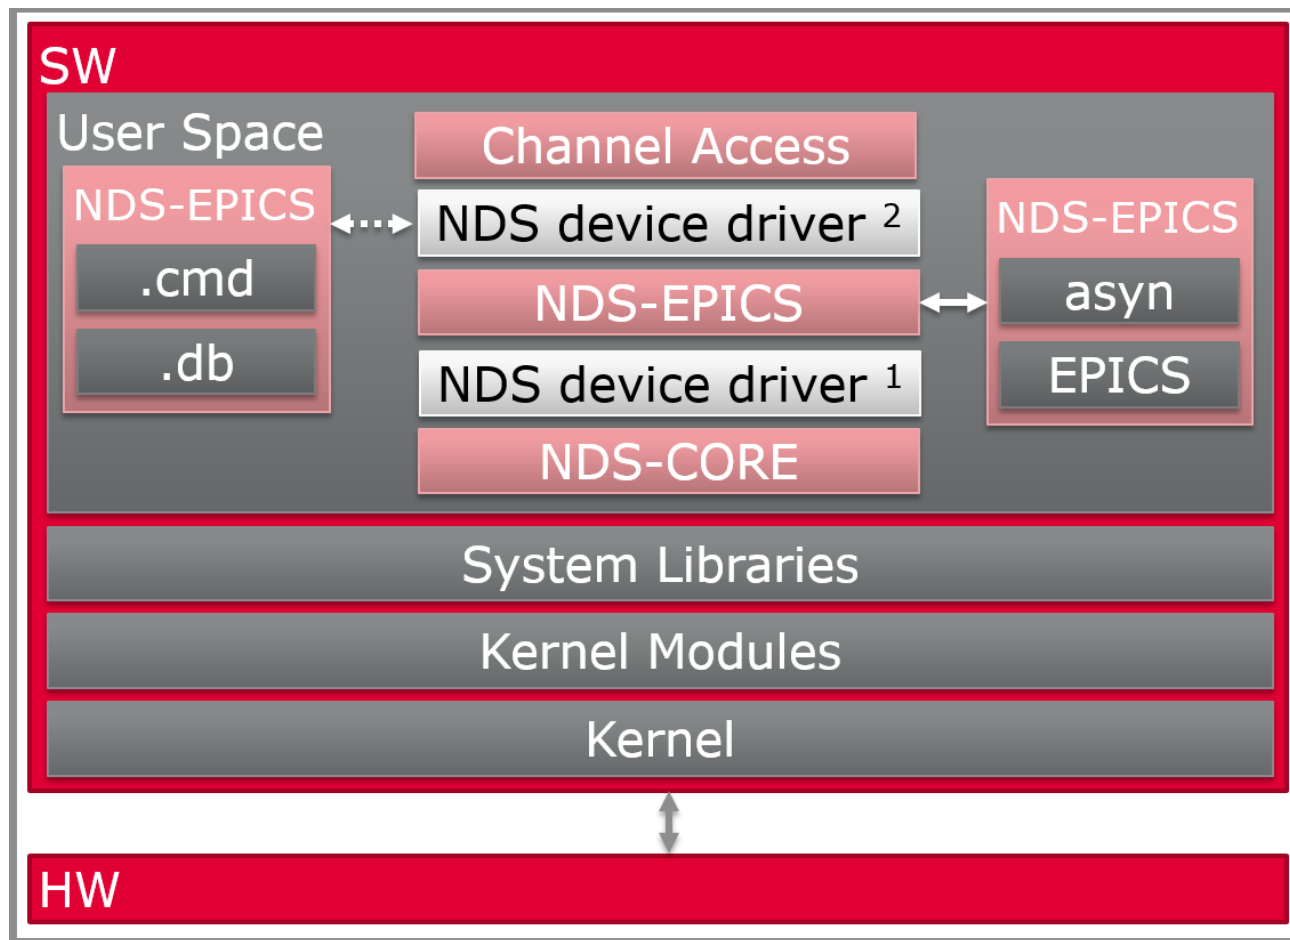 SW
User Space
NDS-EPICS
.cmd
.db
Channel Access
NDS device driver ²
NDS-EPICS
NDS device driver ¹
NDS-CORE
NDS-EPICS
asyn
EPICS
System Libraries
Kernel Modules
Kernel
HW